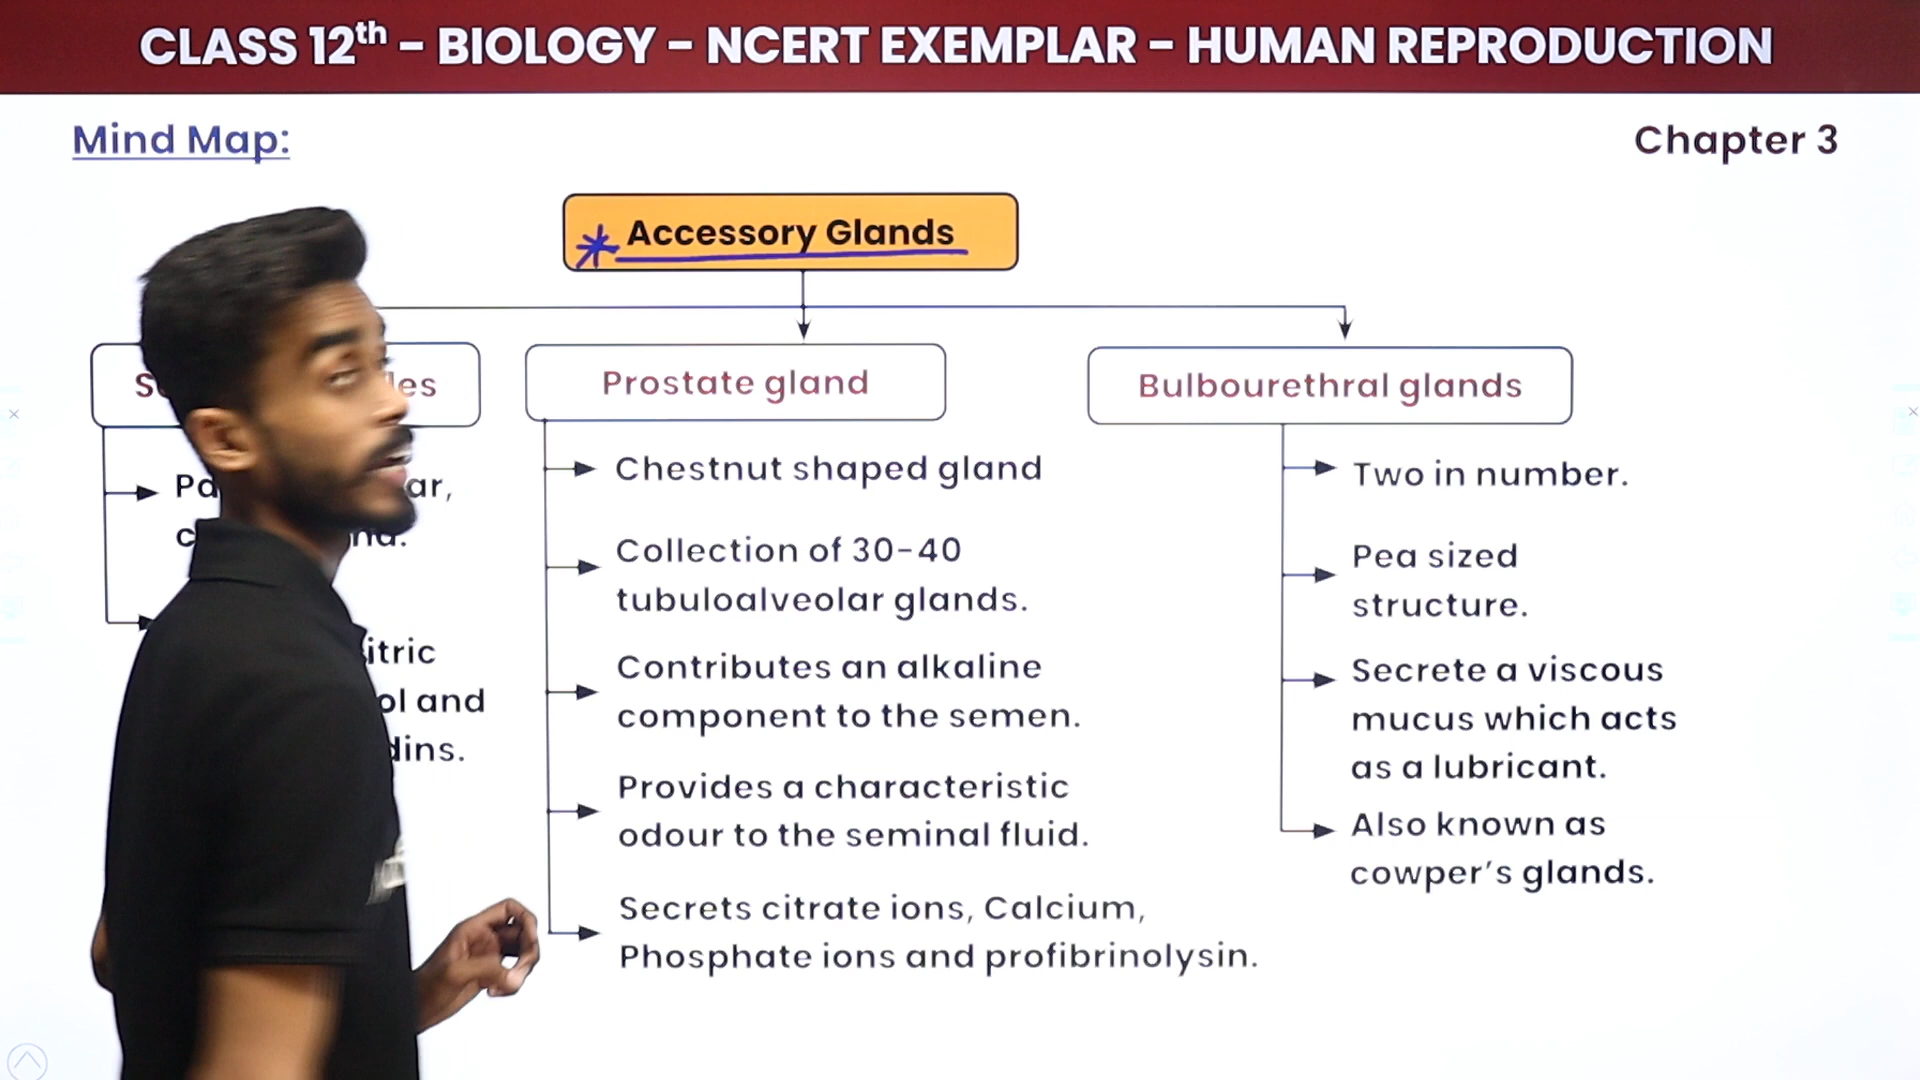 CLASS 12th - BIOLOGY - NCERT EXEMPLAR - HUMAN REPRODUCTION
Mind Map:
Chapter 3
Accessory Glands
Prostate gland
Chestnut shaped gland
Collection of 30-40
tubuloalveolar glands.
Contributes an alkaline
component to the semen.
Provides a characteristic
odour to the seminal fluid.
Secrets citrate ions, Calcium,
Phosphate ions and profibrinolysin.
Bulbourethral glands
Two in number.
Pea sized
structure.
Secrete a viscous
mucus which acts
as a lubricant.
Also known as
cowper's glands.
and